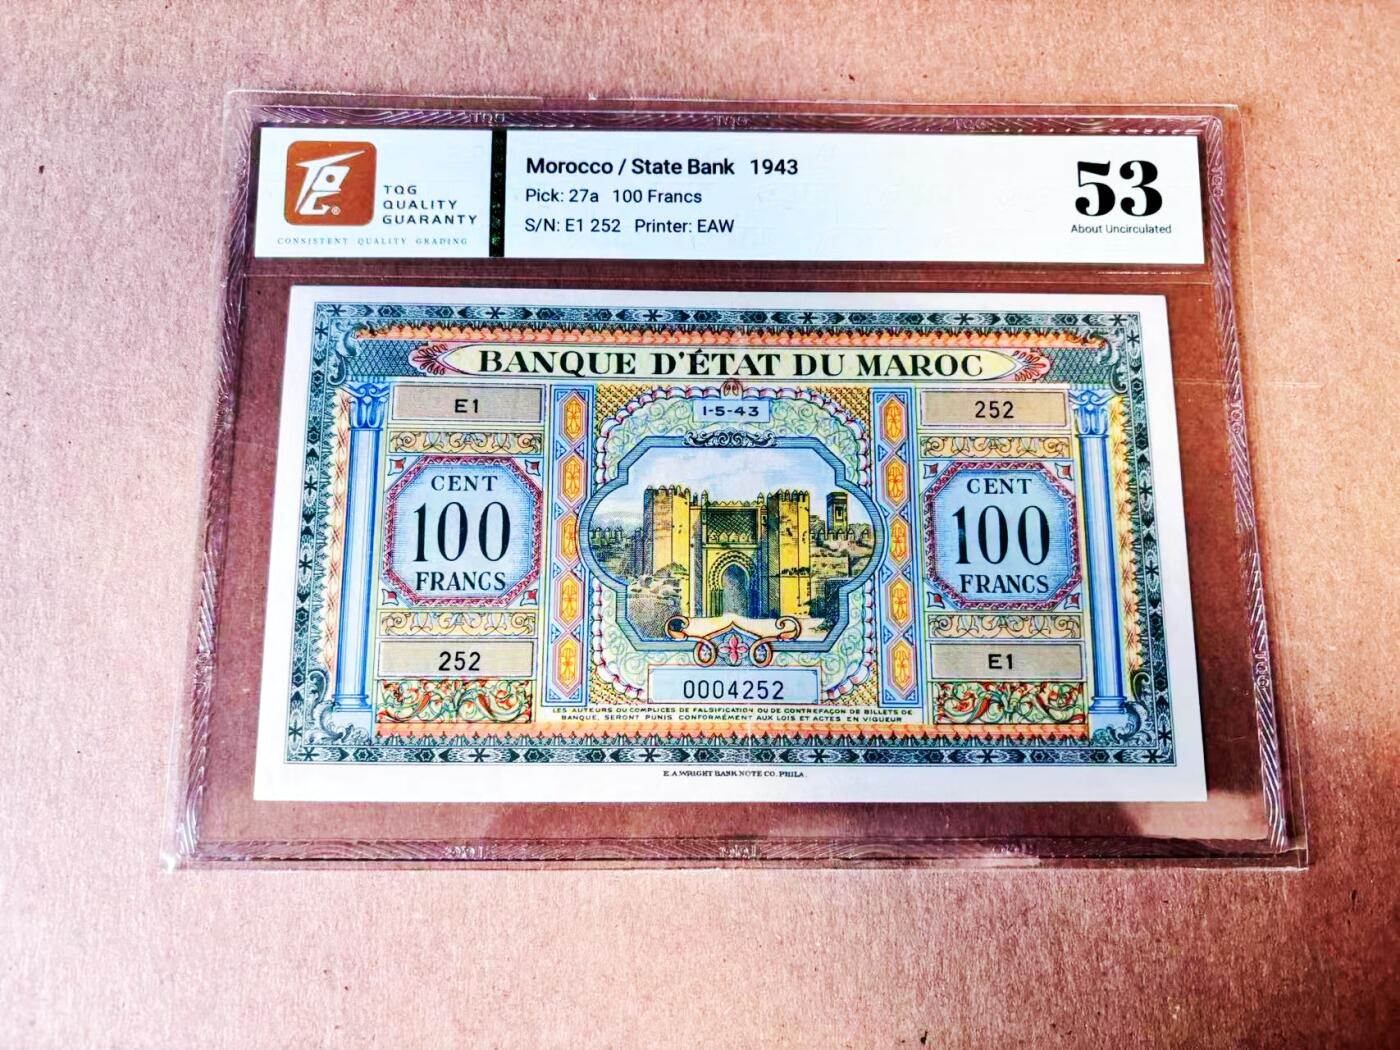 TQG
QUALITY
GUARANTY
CONSISTENT QUALITY GRADING
Morocco / State Bank 1943
Pick: 27a 100 Francs
S/N: E1 252 Printer: EAW
53
About Uncirculated
BANQUE D'ÉTAT DU MAROC
E1
1-5-43
252
CENT
100
FRANCS
CENT
100
FRANCS
252
E1
0004252
LES AUTEURS OU COMPLICES DE FALSIFICATION OU DE CONTREFAÇON DE BILLETS DE
BANQUE, SERONT PUNIS CONFORMÉMENT AUX LOIS ET ACTES EN VIGUEUR
E.A.WRIGHT BANK NOTE CO. PHILA.